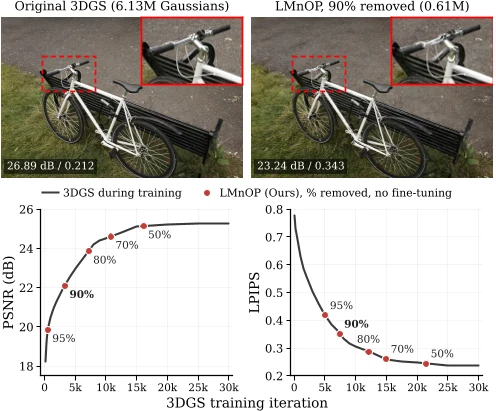 Original 3DGS (6.13M Gaussians)
LMnOP, 90% removed (0.61M)
26.89 dB / 0.212
23.24 dB / 0.343
3DGS during training
LMnOP (Ours), % removed, no fine-tuning
PSNR (dB)
26
24
22
20
18
50%
70%
80%
90%
95%
0
5k
10k
15k
20k
25k
30k
LPIPS
0.8
0.7
0.6
0.5
0.4
0.3
0.2
95%
90%
80%
70%
50%
0
5k
10k
15k
20k
25k
30k
3DGS training iteration